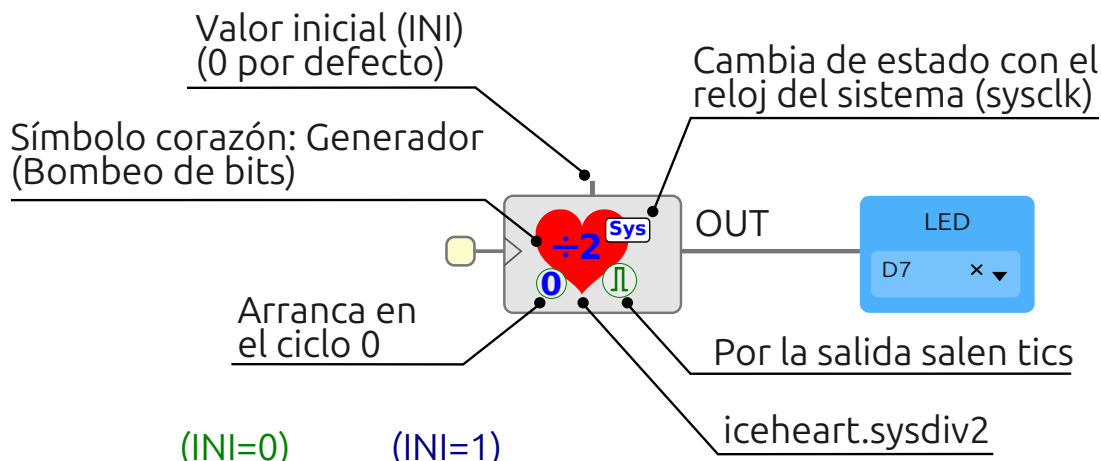 Valor inicial (INI)
(0 por defecto)
Cambia de estado con el
reloj del sistema (sysclk)
Símbolo corazón: Generador
(Bombeo de bits)
Sys
÷2
0
OUT
LED
D7
Arranca en
el ciclo 0
Por la salida salen tics
iceheart.sysdiv2
(INI=0)
(INI=1)